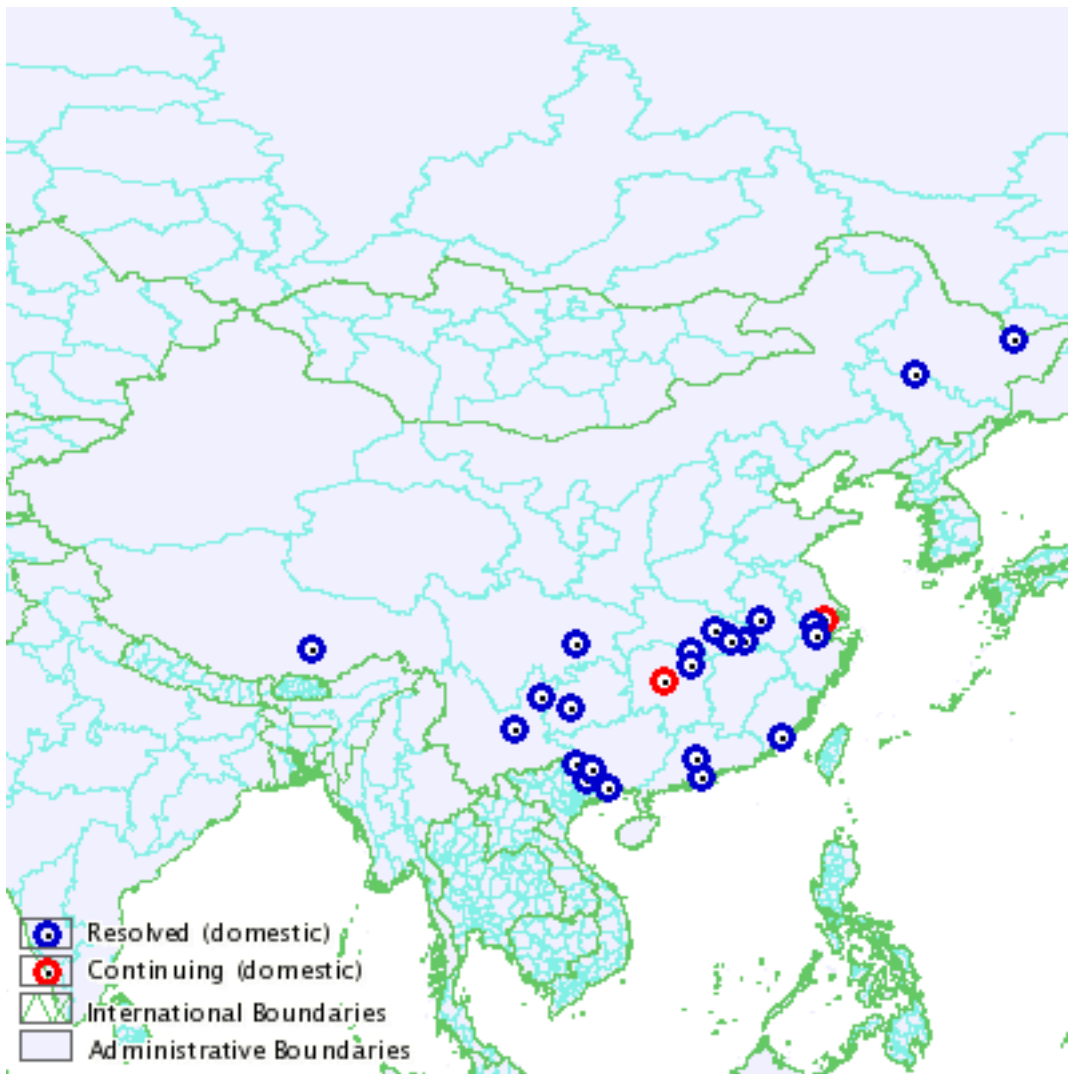 Resolved (domestic)
Continuing (domestic)
International Boundaries
Administrative Boundaries